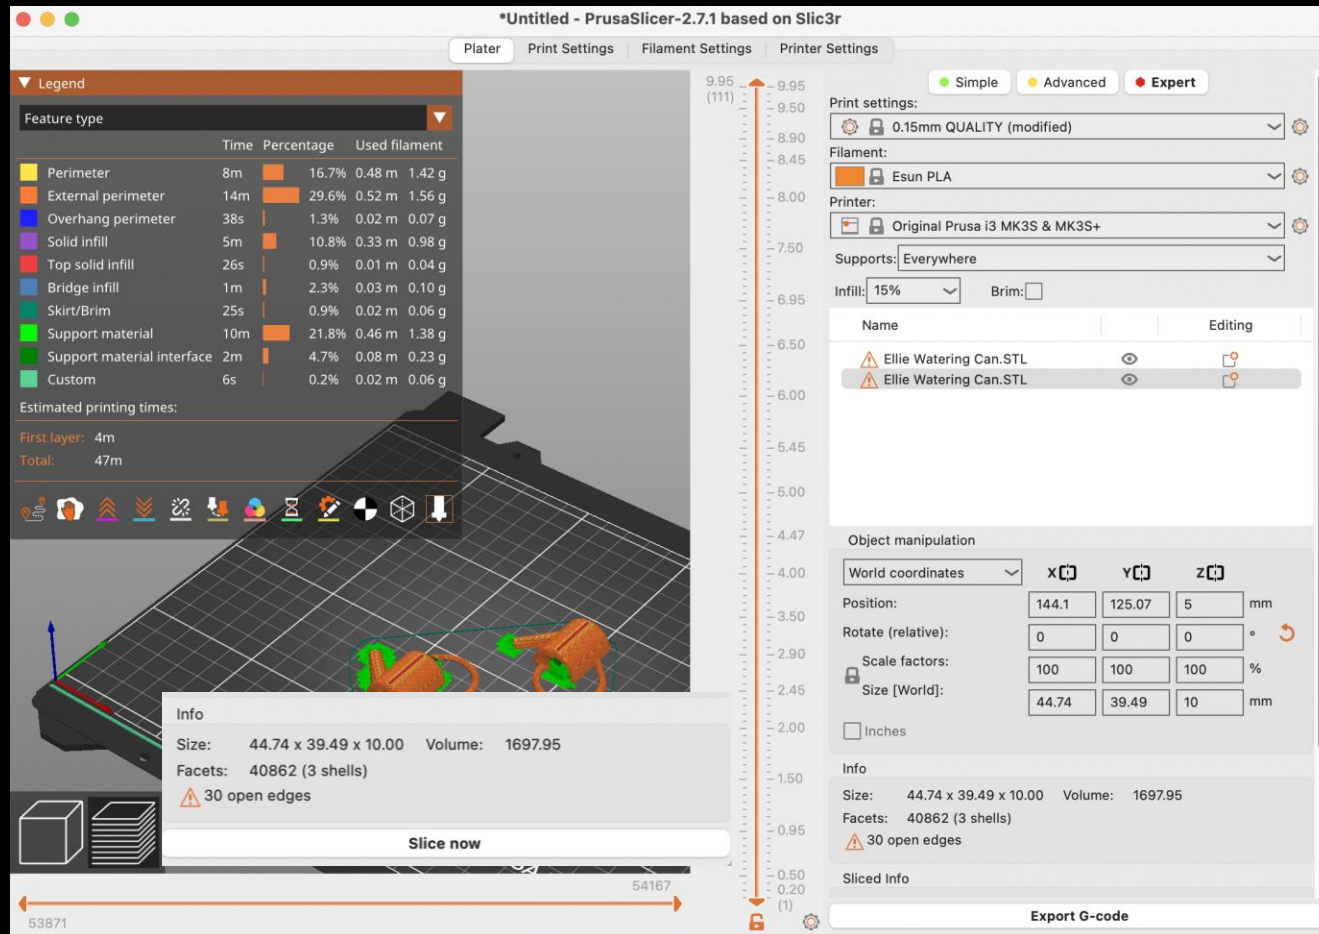 *Untitled - PrusaSlicer-2.7.1 based on Slic3r
Plater Print Settings Filament Settings Printer Settings
Legend
Feature type
Time Percentage Used filament
Perimeter 8m 16.7% 0.48 m 1.42 g
External perimeter 14m 29.6% 0.52 m 1.56 g
Overhang perimeter 38s 1.3% 0.02 m 0.07 g
Solid infill 5m 10.8% 0.33 m 0.98 g
Top solid infill 26s 0.9% 0.01 m 0.04 g
Bridge infill 1m 2.3% 0.03 m 0.10 g
Skirt/Brim 25s 0.9% 0.02 m 0.06 g
Support material 10m 21.8% 0.46 m 1.38 g
Support material interface 2m 4.7% 0.08 m 0.23 g
Custom 6s 0.2% 0.02 m 0.06 g
Estimated printing times:
First layer: 4m
Total: 47m
Info
Size: 44.74 x 39.49 x 10.00 Volume: 1697.95
Facets: 40862 (3 shells)
30 open edges
Slice now
54167
53871
9.95
(111)
9.95
9.50
8.90
8.45
8.00
7.50
6.95
6.50
6.00
5.45
5.00
4.47
4.00
3.50
2.90
2.45
2.00
1.50
0.95
0.50
0.20
(1)
Simple Advanced Expert
Print settings:
0.15mm QUALITY (modified)
Filament:
Esun PLA
Printer:
Original Prusa i3 MK3S & MK3S+
Supports: Everywhere
Infill: 15% Brim:
Name Editing
Ellie Watering Can.STL
Ellie Watering Can.STL
Object manipulation
World coordinates X Y Z
Position: 144.1 125.07 5 mm
Rotate (relative): 0 0 0 °
Scale factors: 100 100 100 %
Size [World]: 44.74 39.49 10 mm
Inches
Info
Size: 44.74 x 39.49 x 10.00 Volume: 1697.95
Facets: 40862 (3 shells)
30 open edges
Sliced Info
Export G-code